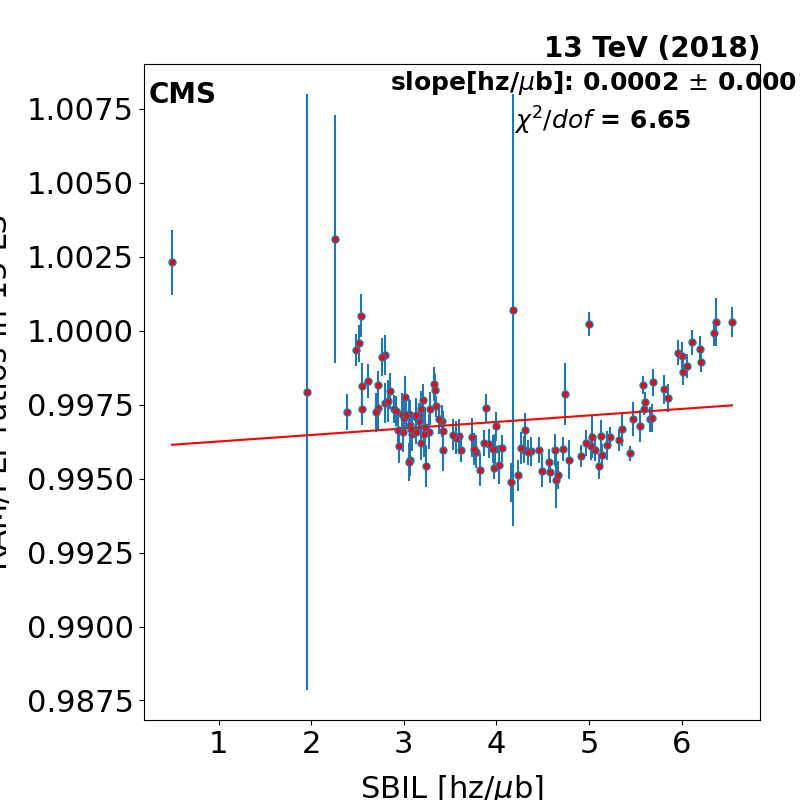 13 TeV (2018)
CMS
slope[hz/μb]: 0.0002 ± 0.000
χ²/dof = 6.65
1.0075
1.0050
1.0025
1.0000
0.9975
0.9950
0.9925
0.9900
0.9875
1 2 3 4 5 6
SBIL [hz/μb]